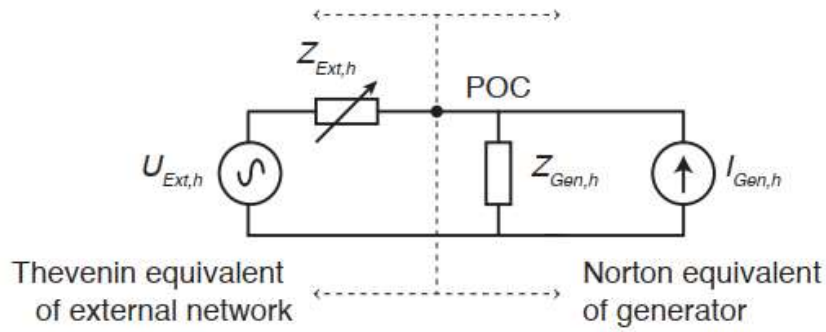 Z_Ext,h
POC
U_Ext,h
Z_Gen,h
I_Gen,h
Thevenin equivalent
of external network
Norton equivalent
of generator